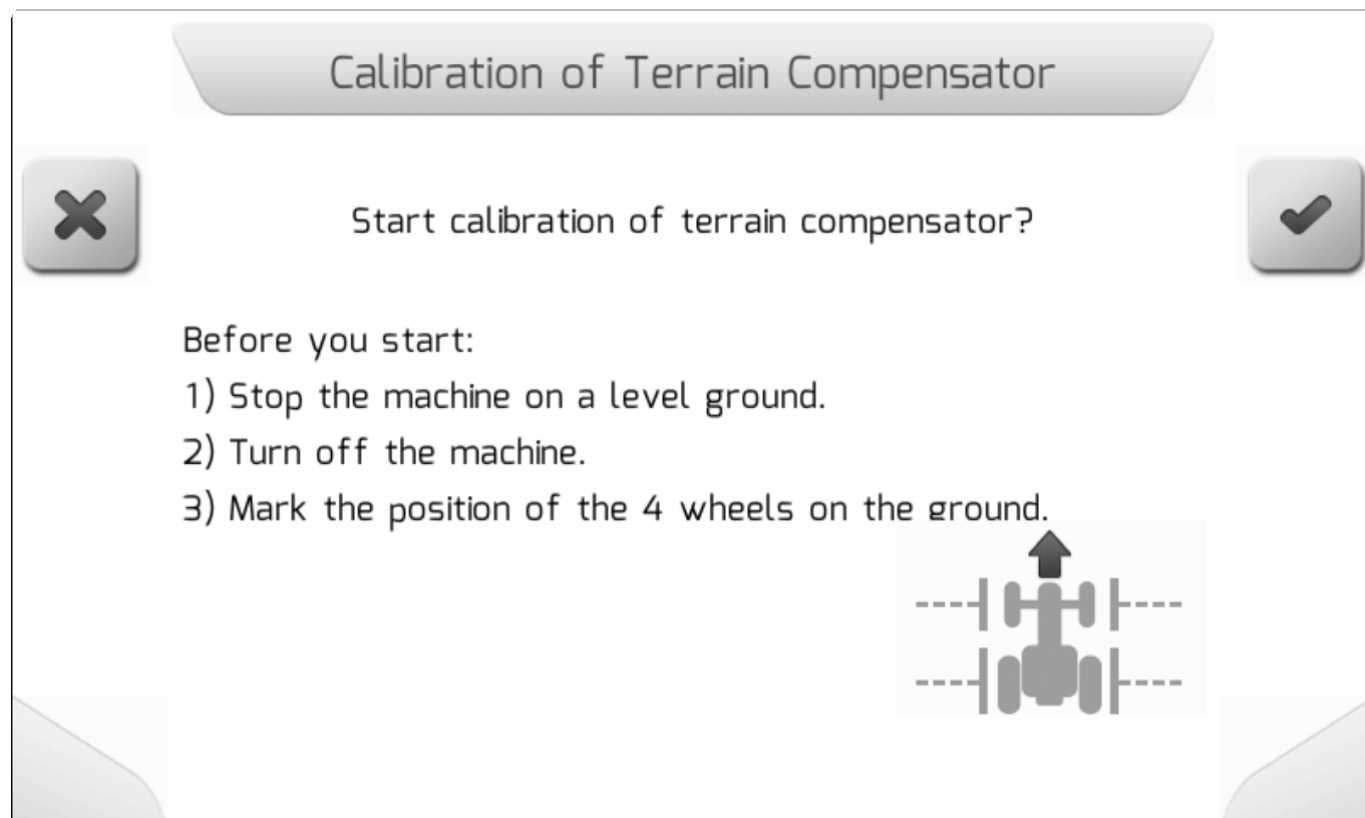 Calibration of Terrain Compensator
Start calibration of terrain compensator?
Before you start:
1) Stop the machine on a level ground.
2) Turn off the machine.
3) Mark the position of the 4 wheels on the ground.